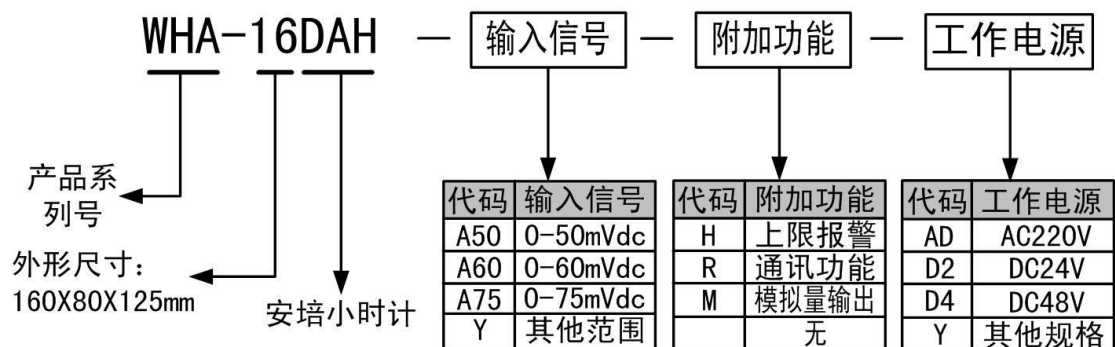 WHA-16DAH — 输入信号 — 附加功能 — 工作电源
产品系
列号
外形尺寸：
160X80X125mm
安培小时计
代码 输入信号
A50 0-50mVdc
A60 0-60mVdc
A75 0-75mVdc
Y 其他范围
代码 附加功能
H 上限报警
R 通讯功能
M 模拟量输出
无
代码 工作电源
AD AC220V
D2 DC24V
D4 DC48V
Y 其他规格